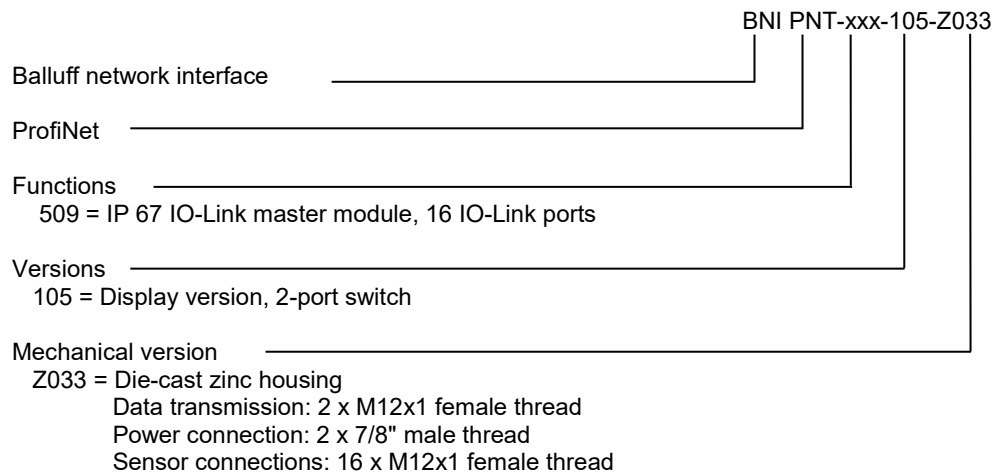 BNI PNT-xxx-105-Z033
Balluff network interface
ProfiNet
Functions
509 = IP 67 IO-Link master module, 16 IO-Link ports
Versions
105 = Display version, 2-port switch
Mechanical version
Z033 = Die-cast zinc housing
Data transmission: 2 x M12x1 female thread
Power connection: 2 x 7/8" male thread
Sensor connections: 16 x M12x1 female thread